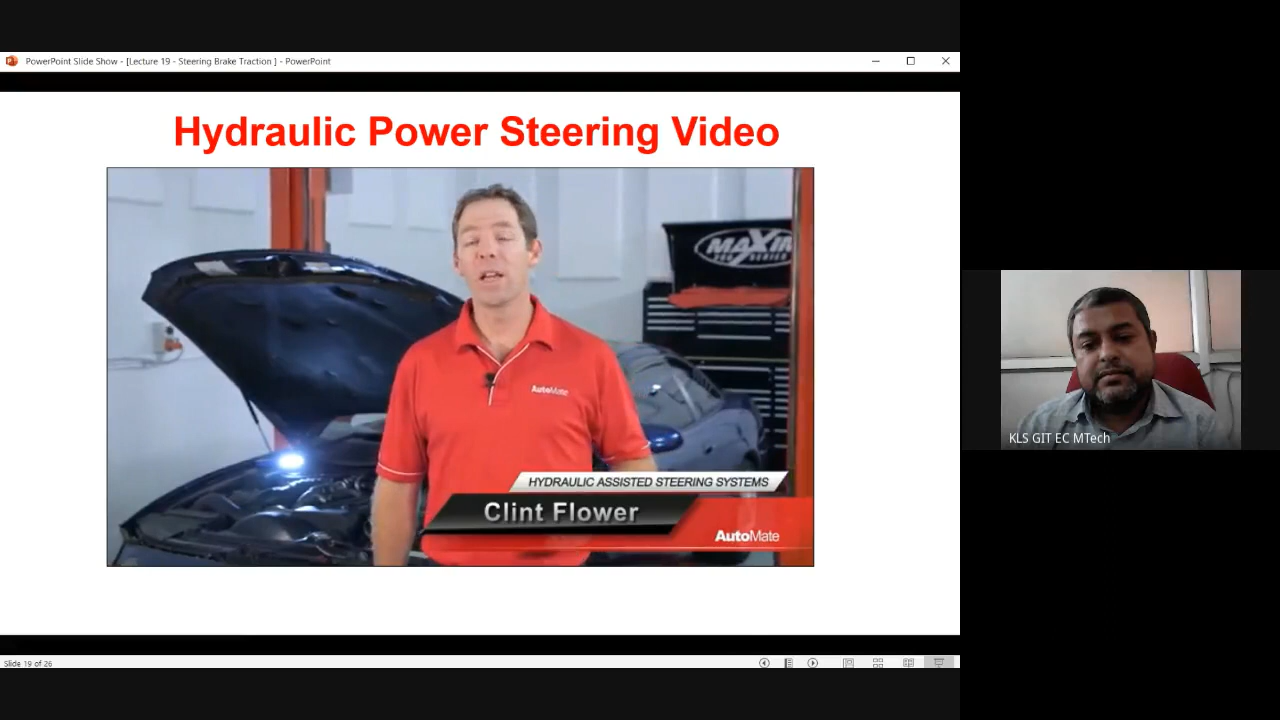 PowerPoint Slide Show - [Lecture 19 - Steering Brake Traction ] - PowerPoint
Hydraulic Power Steering Video
AutoMate
HYDRAULIC ASSISTED STEERING SYSTEMS
Clint Flower
AutoMate
KLS GIT EC MTech
Slide 19 of 26